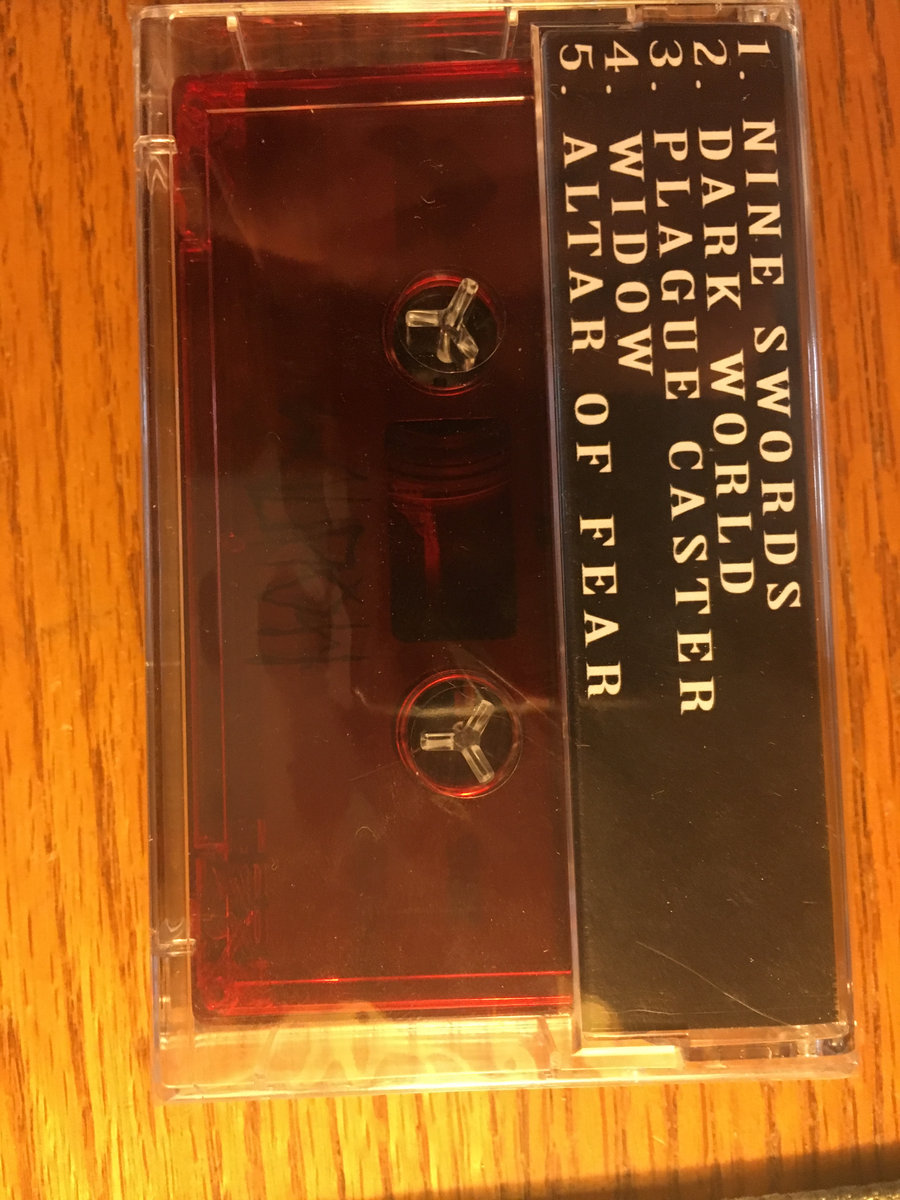 1. NINE SWORDS
2. DARK WORLD
3. PLAGUE CASTER
4. WIDOW
5. ALTAR OF FEAR